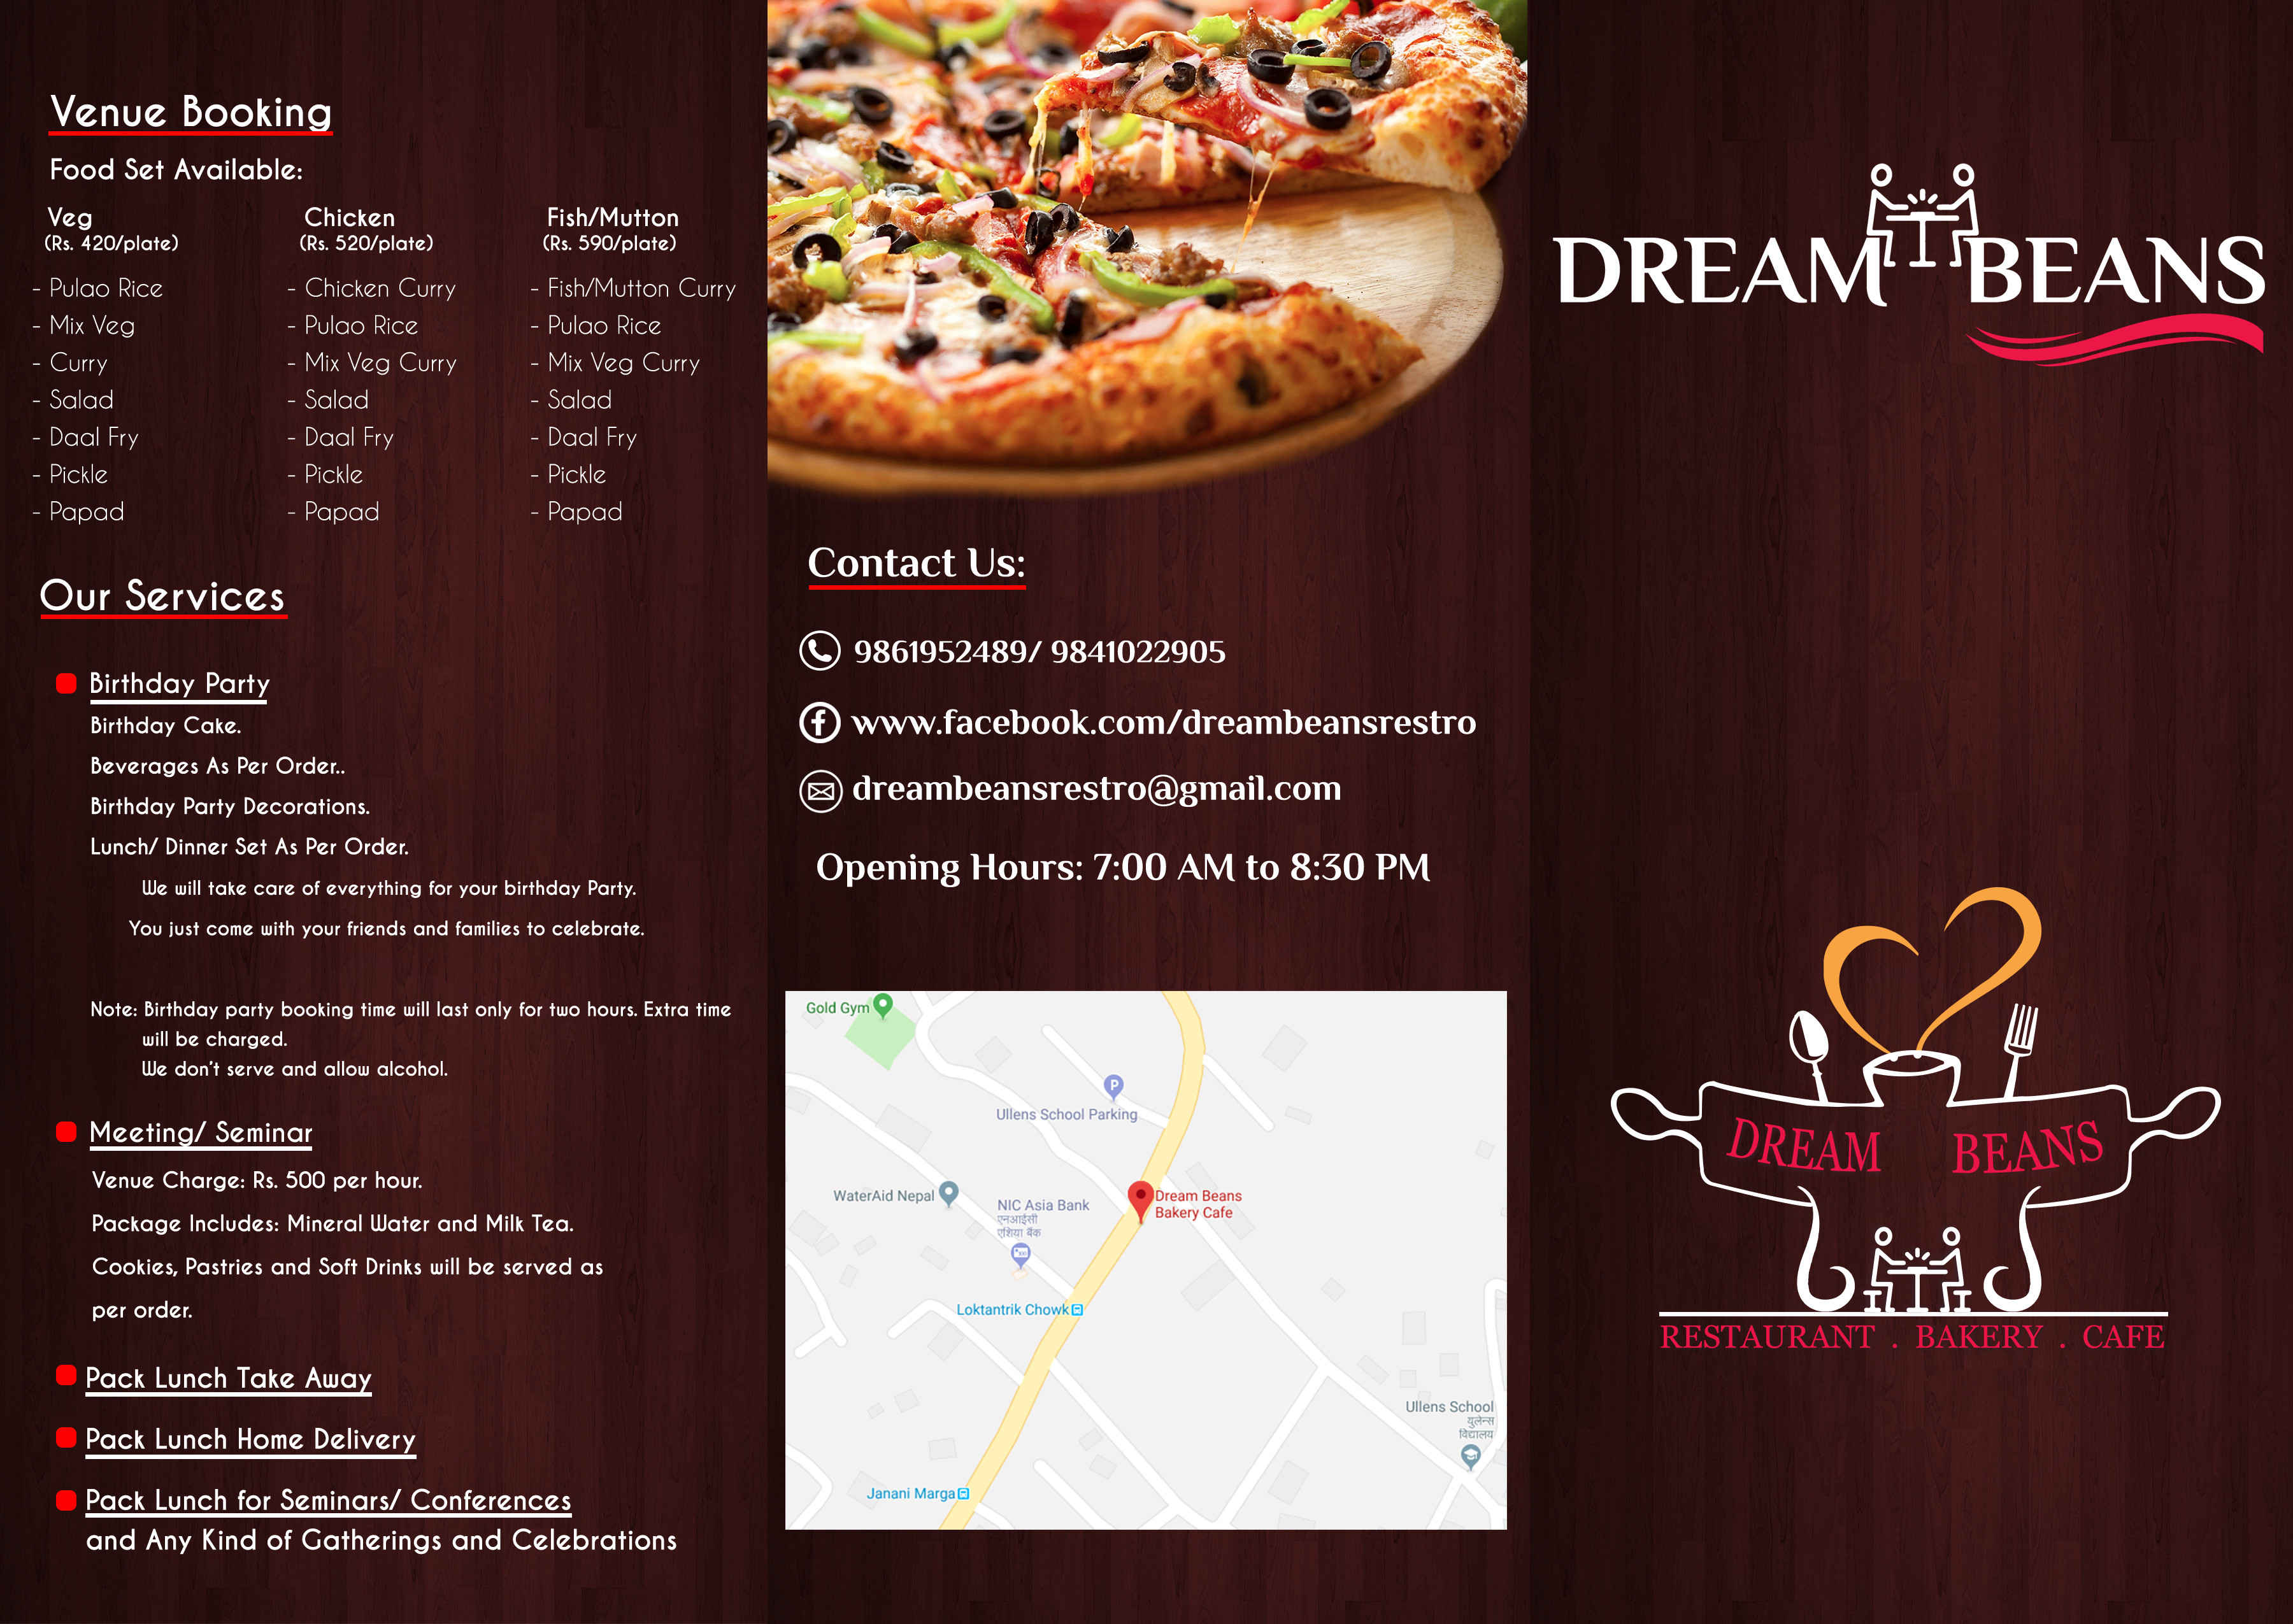 Venue Booking
Food Set Available:
Veg
(Rs. 420/plate)
- Pulao Rice
- Mix Veg
- Curry
- Salad
- Daal Fry
- Pickle
- Papad
Chicken
(Rs. 520/plate)
- Chicken Curry
- Pulao Rice
- Mix Veg Curry
- Salad
- Daal Fry
- Pickle
- Papad
Fish/Mutton
(Rs. 590/plate)
- Fish/Mutton Curry
- Pulao Rice
- Mix Veg Curry
- Salad
- Daal Fry
- Pickle
- Papad
Our Services
Birthday Party
Birthday Cake.
Beverages As Per Order..
Birthday Party Decorations.
Lunch/ Dinner Set As Per Order.
We will take care of everything for your birthday Party.
You just come with your friends and families to celebrate.
Note: Birthday party booking time will last only for two hours. Extra time
will be charged.
We don't serve and allow alcohol.
Meeting/ Seminar
Venue Charge: Rs. 500 per hour.
Package Includes: Mineral Water and Milk Tea.
Cookies, Pastries and Soft Drinks will be served as
per order.
Pack Lunch Take Away
Pack Lunch Home Delivery
Pack Lunch for Seminars/ Conferences
and Any Kind of Gatherings and Celebrations
Contact Us:
9861952489/ 9841022905
www.facebook.com/dreambeansrestro
dreambeansrestro@gmail.com
Opening Hours: 7:00 AM to 8:30 PM
Gold Gym
P
Ullens School Parking
WaterAid Nepal
NIC Asia Bank
एनआईसी
एशिया बैंक
Dream Beans
Bakery Cafe
Loktantrik Chowk
Ullens School
युलेन्स
विद्यालय
Janani Marga
DREAM BEANS
DREAM BEANS
RESTAURANT . BAKERY . CAFE